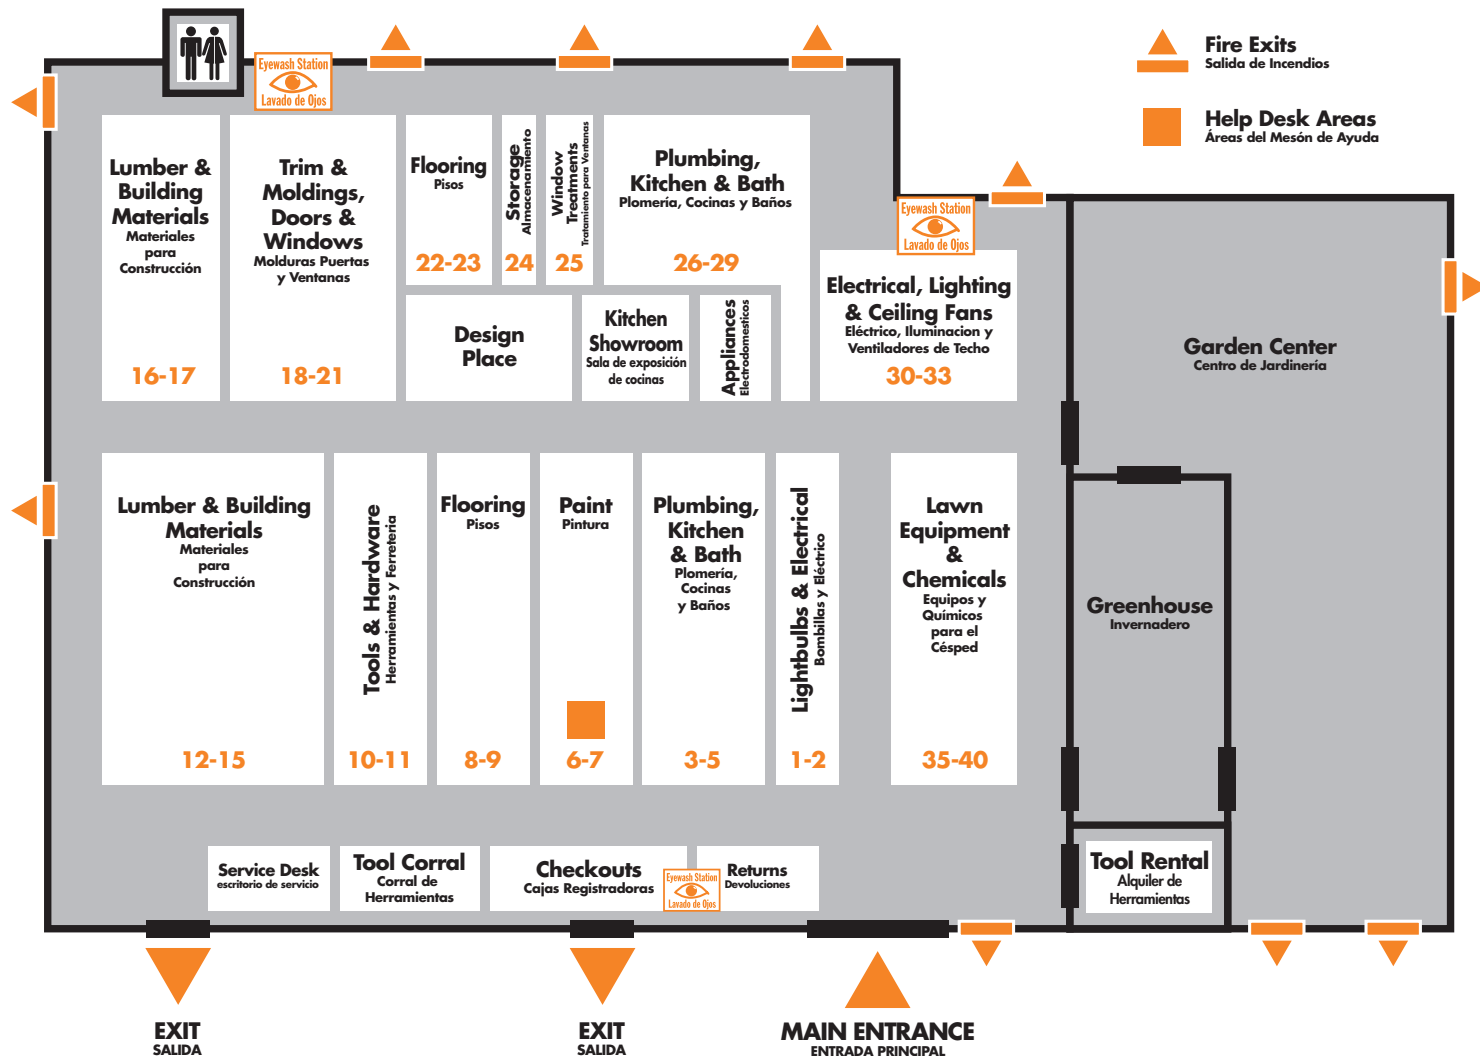 Eyewash Station
Lavado de Ojos
Fire Exits
Salida de Incendios
Help Desk Areas
Áreas del Mesón de Ayuda
Lumber &
Building
Materials
Materiales
para
Construcción
16-17
Trim &
Moldings,
Doors &
Windows
Molduras Puertas
y Ventanas
18-21
Flooring
Pisos
22-23
Storage
Almacenamiento
24
Window
Treatments
Tratamiento para Ventanas
25
Plumbing,
Kitchen & Bath
Plomería, Cocinas y Baños
26-29
Eyewash Station
Lavado de Ojos
Electrical, Lighting
& Ceiling Fans
Eléctrico, Iluminacion y
Ventiladores de Techo
30-33
Design
Place
Kitchen
Showroom
Sala de exposición
de cocinas
Appliances
Electrodomesticos
Garden Center
Centro de Jardinería
Lumber & Building
Materials
Materiales
para
Construcción
12-15
Tools & Hardware
Herramientas y Ferretería
10-11
Flooring
Pisos
8-9
Paint
Pintura
6-7
Plumbing,
Kitchen
& Bath
Plomería,
Cocinas
y Baños
3-5
Lightbulbs & Electrical
Bombillas y Eléctrico
1-2
Lawn
Equipment
&
Chemicals
Equipos y
Químicos
para el
Césped
35-40
Greenhouse
Invernadero
Service Desk
escritorio de servicio
Tool Corral
Corral de
Herramientas
Checkouts
Cajas Registradoras
Eyewash Station
Lavado de Ojos
Returns
Devoluciones
Tool Rental
Alquiler de
Herramientas
EXIT
SALIDA
EXIT
SALIDA
MAIN ENTRANCE
ENTRADA PRINCIPAL